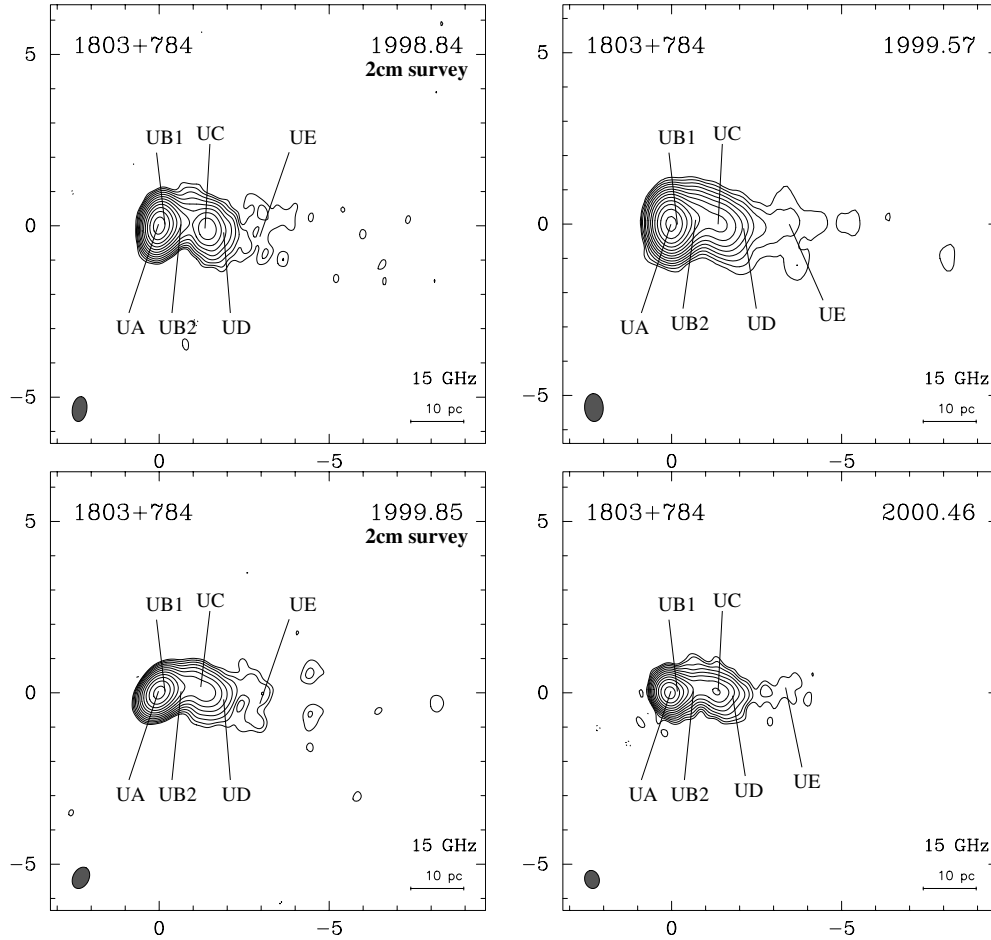 1803+784 1998.84
2cm survey
5
UB1 UC UE
0
UA UB2 UD
15 GHz
−5
10 pc
0 −5
1803+784 1999.57
5
UB1 UC
0
UA UB2 UD UE
15 GHz
−5
10 pc
0 −5
1803+784 1999.85
2cm survey
5
UB1 UC UE
0
UA UB2 UD
15 GHz
−5
10 pc
0 −5
1803+784 2000.46
5
UB1 UC
0
UE
UA UB2 UD
15 GHz
−5
10 pc
0 −5